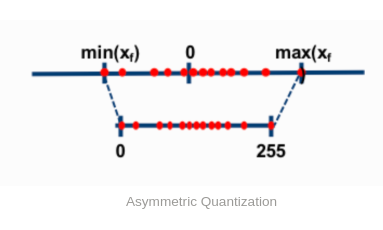 min(xf) 0 max(xf
0 255
Asymmetric Quantization